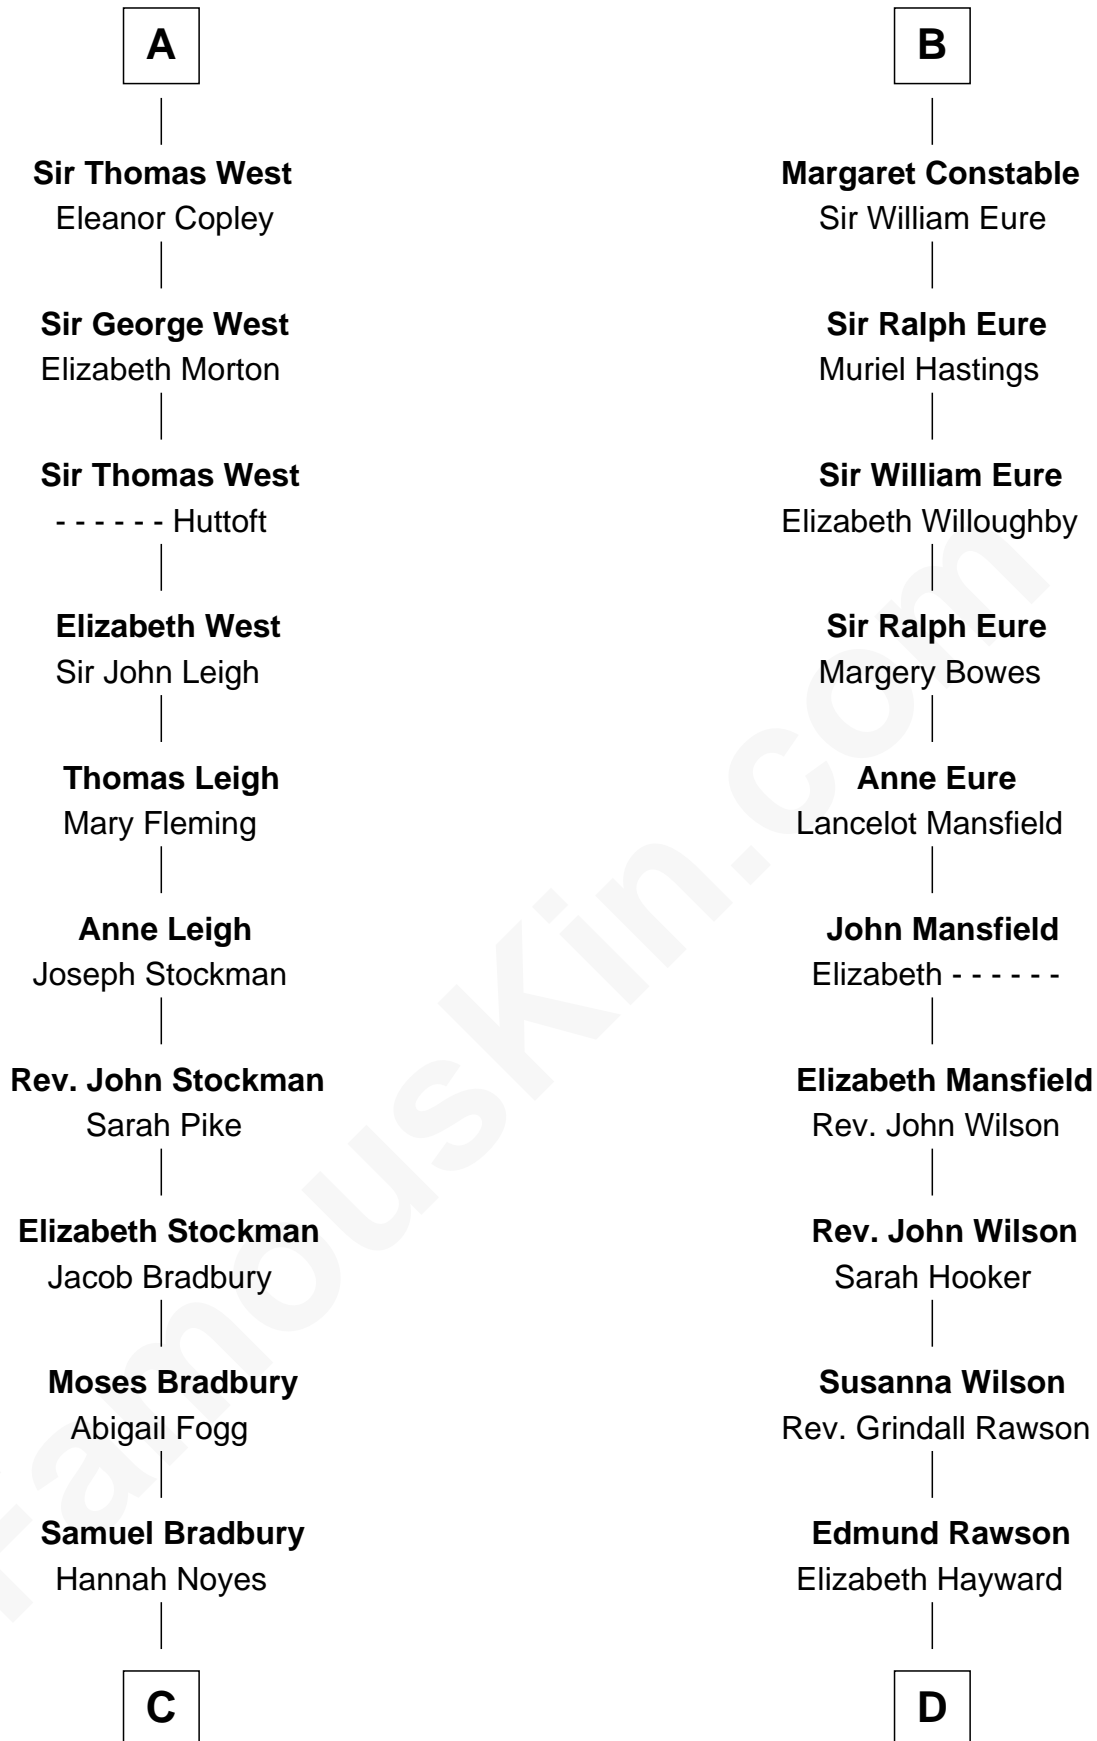 A
Sir Thomas West
Eleanor Copley
Sir George West
Elizabeth Morton
Sir Thomas West
- - - - - - Huttoft
Elizabeth West
Sir John Leigh
Thomas Leigh
Mary Fleming
Anne Leigh
Joseph Stockman
Rev. John Stockman
Sarah Pike
Elizabeth Stockman
Jacob Bradbury
Moses Bradbury
Abigail Fogg
Samuel Bradbury
Hannah Noyes
C
B
Margaret Constable
Sir William Eure
Sir Ralph Eure
Muriel Hastings
Sir William Eure
Elizabeth Willoughby
Sir Ralph Eure
Margery Bowes
Anne Eure
Lancelot Mansfield
John Mansfield
Elizabeth - - - - - -
Elizabeth Mansfield
Rev. John Wilson
Rev. John Wilson
Sarah Hooker
Susanna Wilson
Rev. Grindall Rawson
Edmund Rawson
Elizabeth Hayward
D
FamousKin.com